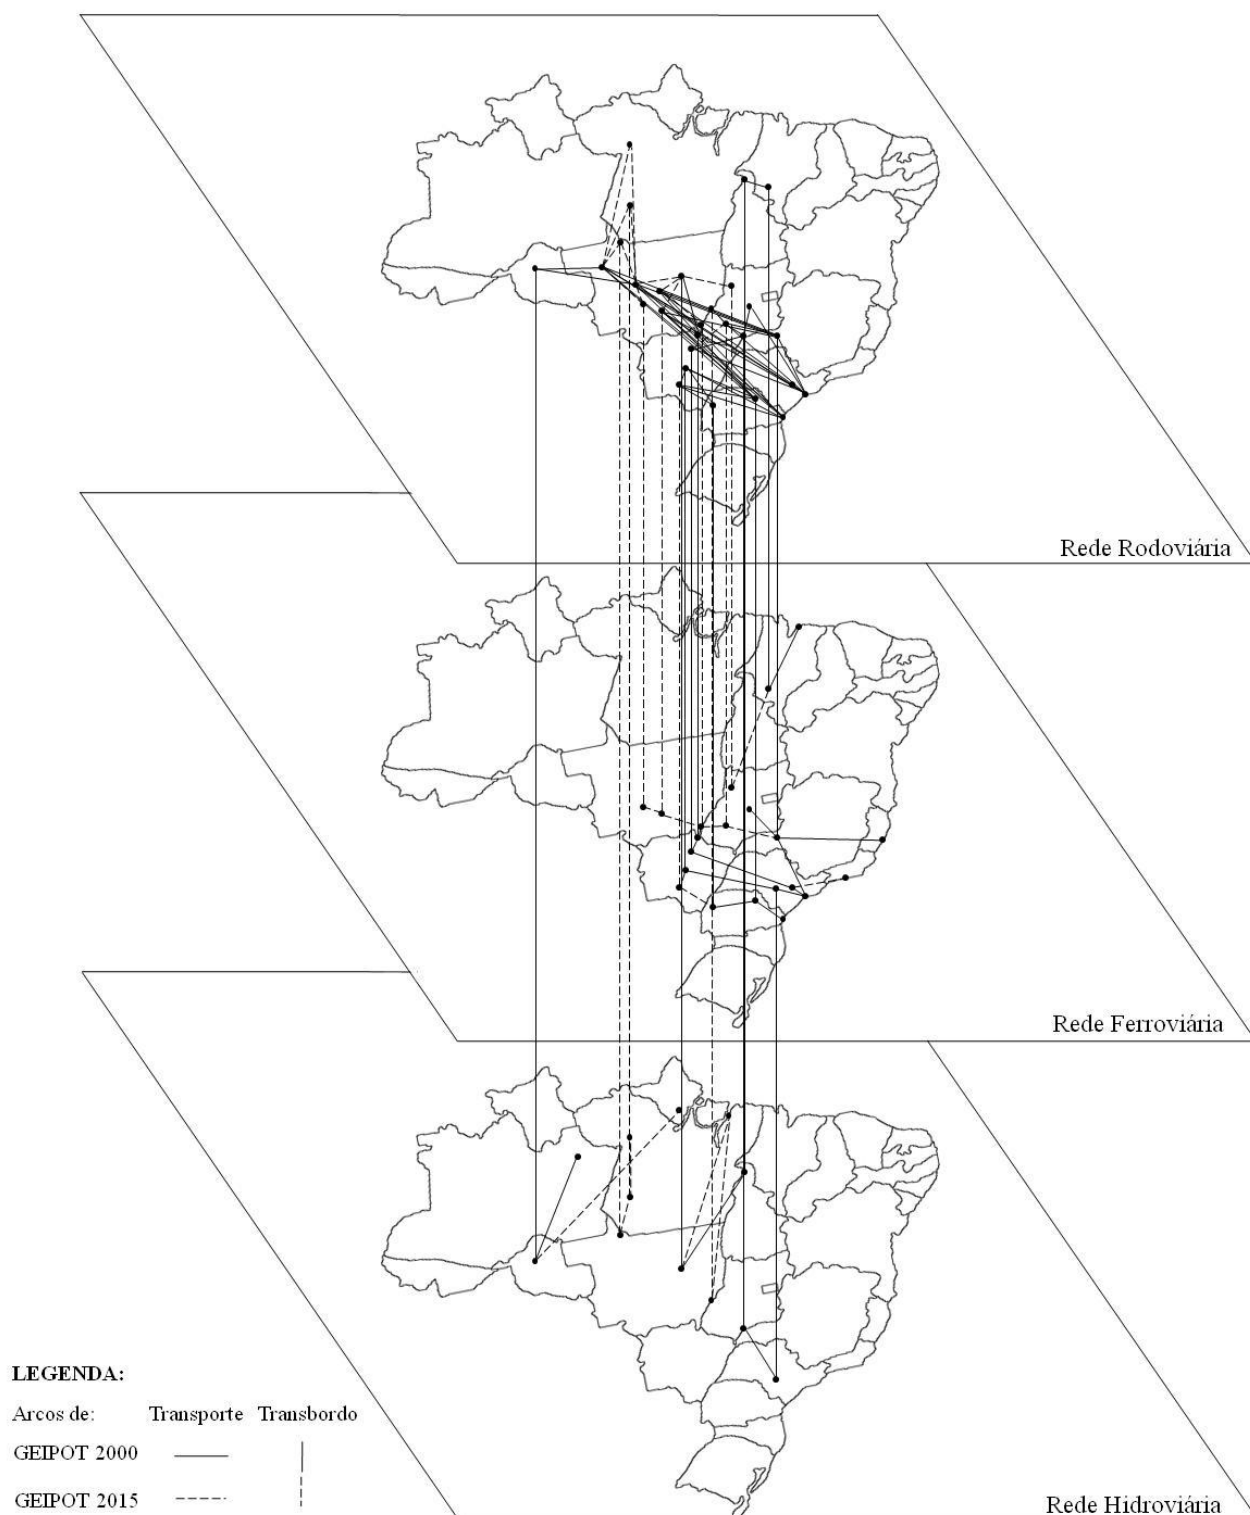 Rede Rodoviária
Rede Ferroviária
LEGENDA:
Arcos de: Transporte Transbordo
GEIPOT 2000
GEIPOT 2015
Rede Hidroviária